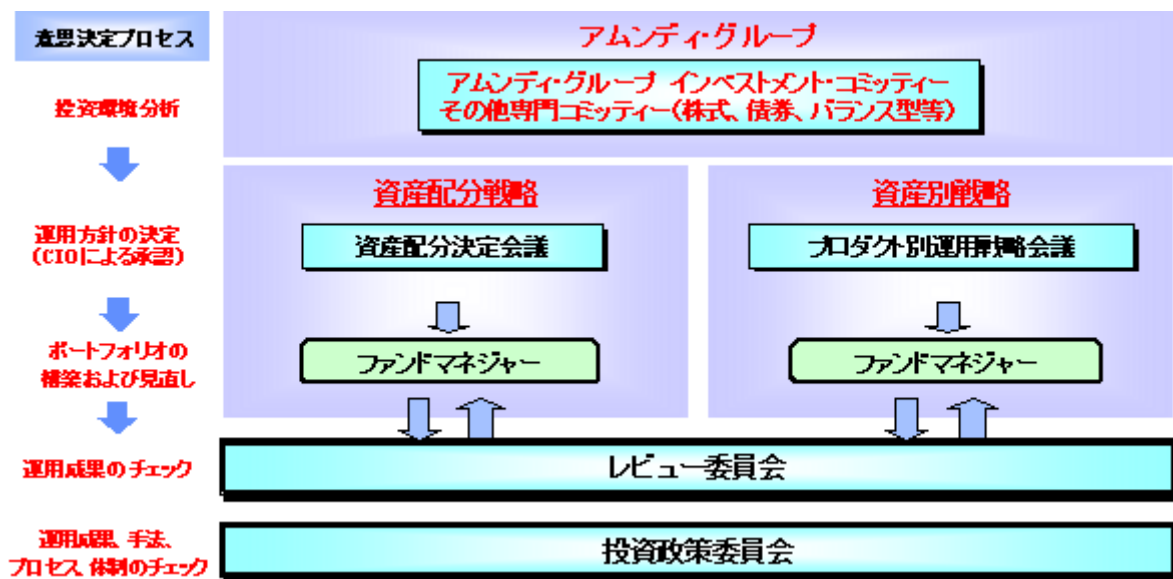 意思決定プロセス
アムンディ・グループ
アムンディ・グループ インベストメント・コミッティー
その他専門コミッティー(株式、債券、バランス型等)
投資環境分析
資産配分戦略
資産別戦略
運用方針の決定
(CIOによる承認)
資産配分決定会議
プロダクト別運用戦略会議
ポートフォリオの
構築および見直し
ファンドマネジャー
ファンドマネジャー
運用成果のチェック
レビュー委員会
運用成果、手法、
プロセス、体制のチェック
投資政策委員会